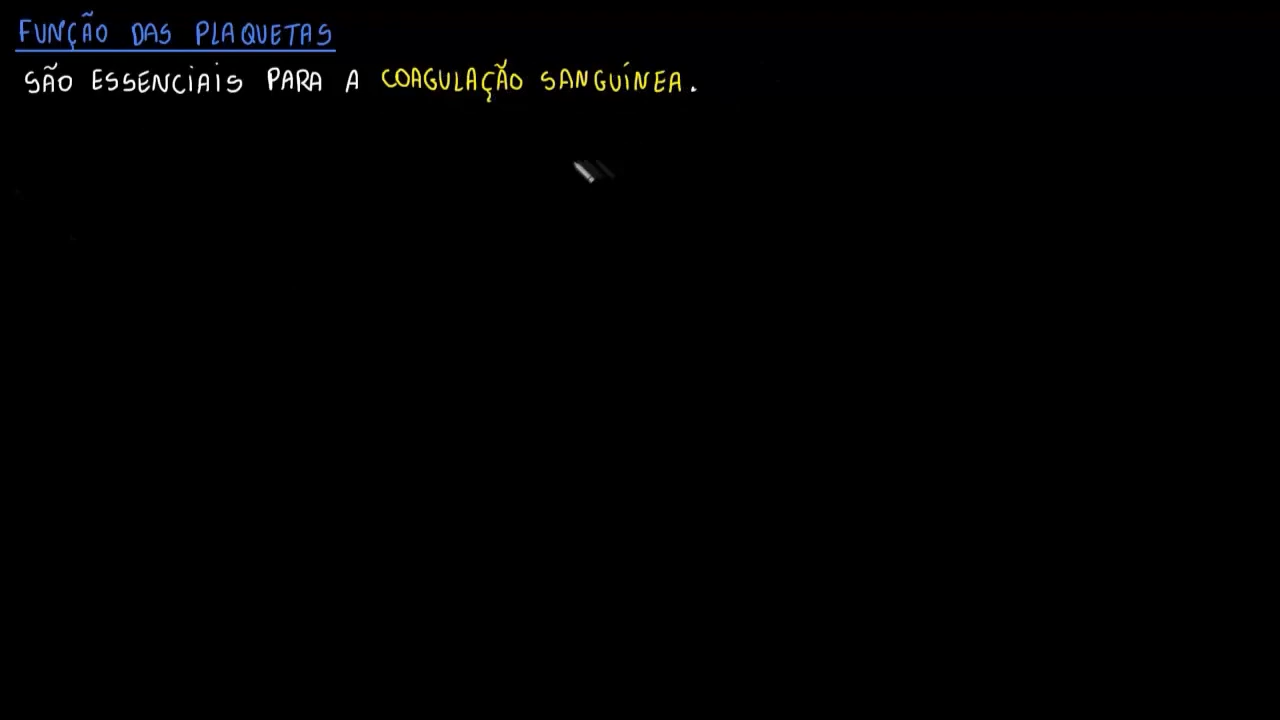 FUNÇÃO DAS PLAQUETAS
SÃO ESSENCIAIS PARA A COAGULAÇÃO SANGUÍNEA.